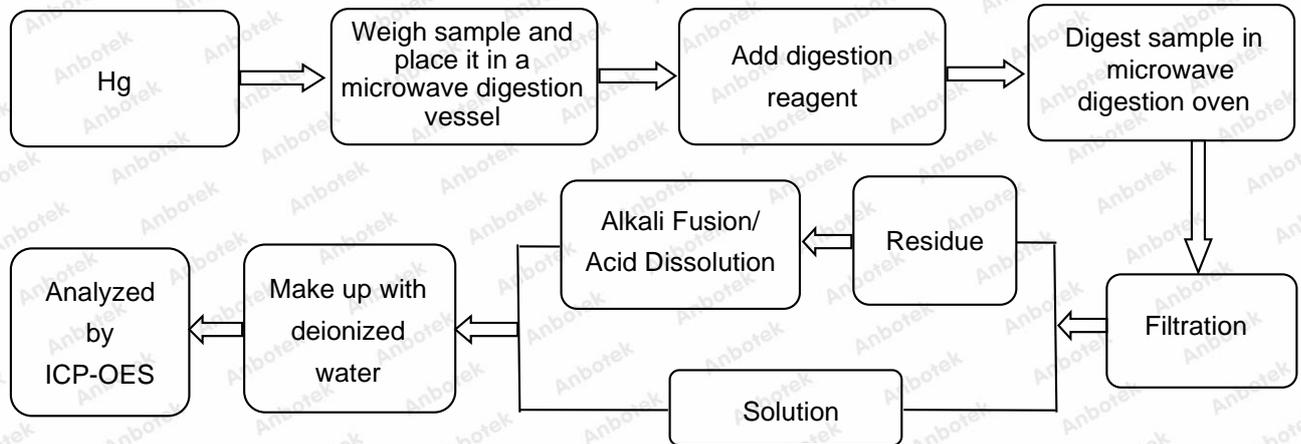 Hg
Weigh sample and
place it in a
microwave digestion
vessel
Add digestion
reagent
Digest sample in
microwave
digestion oven
Filtration
Residue
Alkali Fusion/
Acid Dissolution
Solution
Make up with
deionized
water
Analyzed
by
ICP-OES
Anbotek